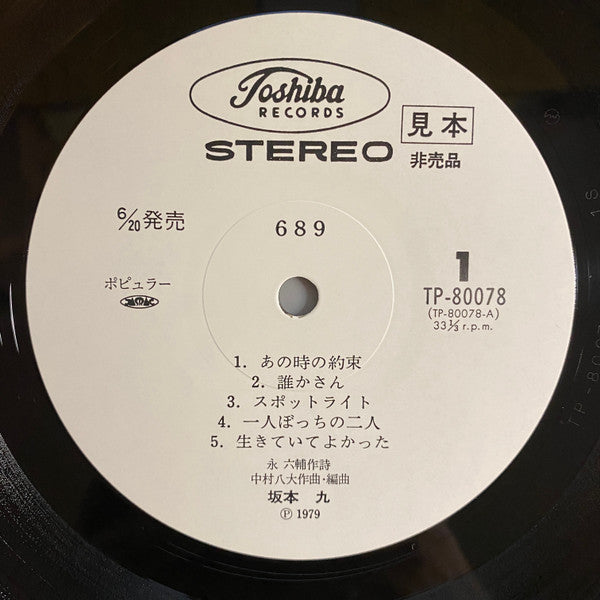 Toshiba
RECORDS
見本
STEREO
非売品
6/20発売
689
ポピュラー
1
TP-80078
(TP-80078-A)
33⅓ r.p.m.
1. あの時の約束
2. 誰かさん
3. スポットライト
4. 一人ぼっちの二人
5. 生きていてよかった
永 六輔作詩
中村八大作曲・編曲
坂本 九
Ⓟ 1979